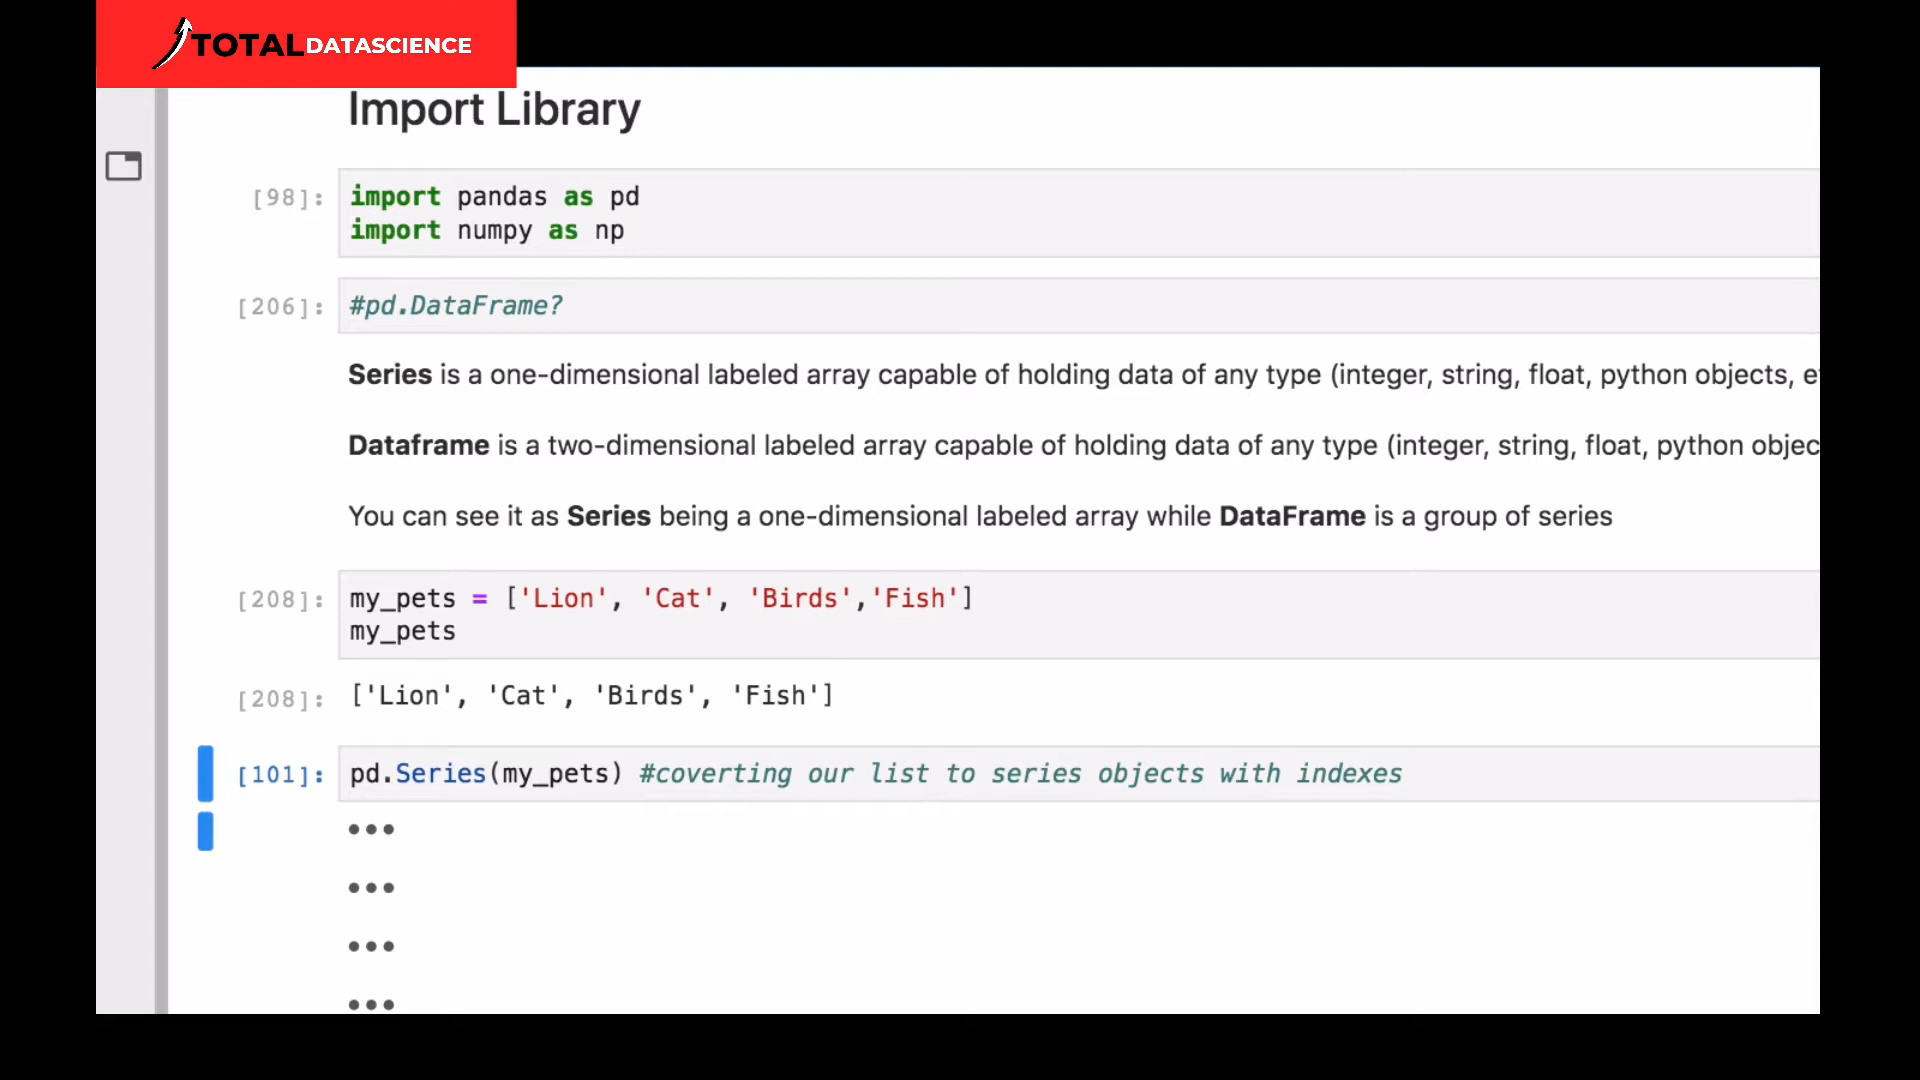 TOTALDATASCIENCE
Import Library
[98]: import pandas as pd
import numpy as np
[206]: #pd.DataFrame?
Series is a one-dimensional labeled array capable of holding data of any type (integer, string, float, python objects,
Dataframe is a two-dimensional labeled array capable of holding data of any type (integer, string, float, python
You can see it as Series being a one-dimensional labeled array while DataFrame is a group of series
[208]: my_pets = ['Lion', 'Cat', 'Birds','Fish']
my_pets
[208]: ['Lion', 'Cat', 'Birds', 'Fish']
[101]: pd.Series(my_pets) #coverting our list to series objects with indexes